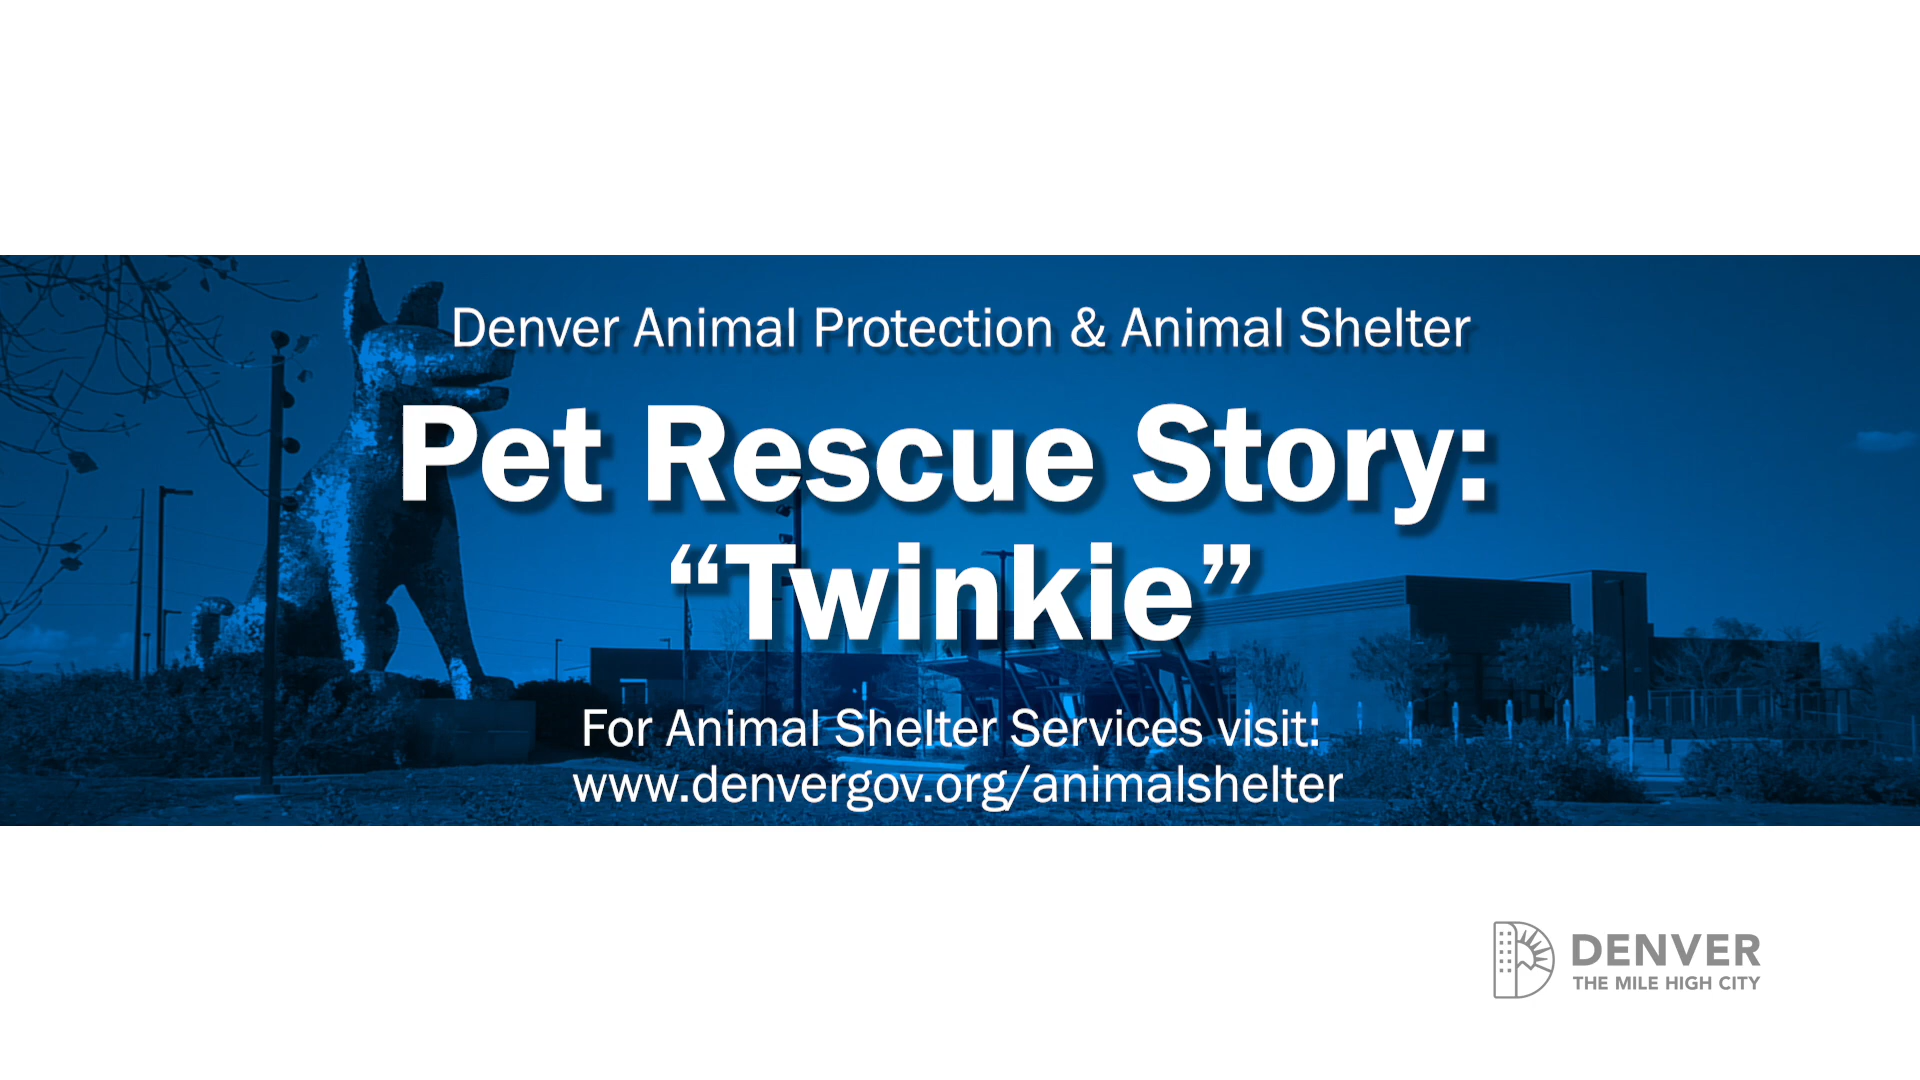 Denver Animal Protection & Animal Shelter
Pet Rescue Story:
“Twinkie”
For Animal Shelter Services visit:
www.denvergov.org/animalshelter
DENVER
THE MILE HIGH CITY